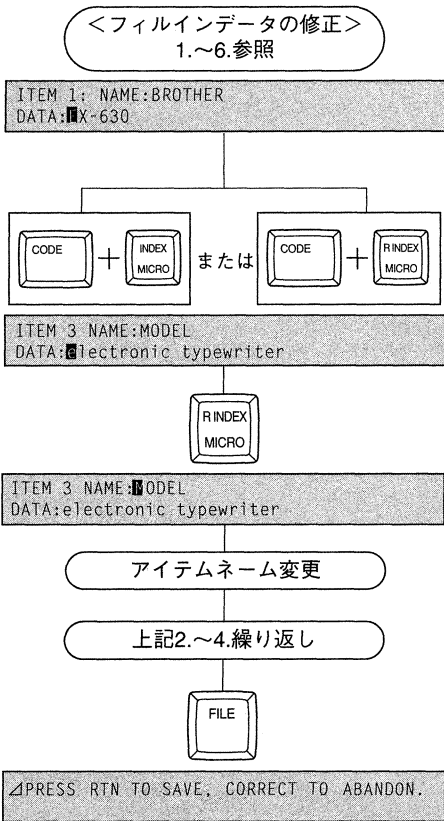 ＜フィルインデータの修正＞
1.～6.参照
ITEM 1: NAME:BROTHER
DATA:EX-630
CODE + INDEX MICRO または CODE + R INDEX MICRO
ITEM 3 NAME:MODEL
DATA:electronic typewriter
R INDEX
MICRO
ITEM 3 NAME:MODEL
DATA:electronic typewriter
アイテムネーム変更
上記2.～4.繰り返し
FILE
⊿PRESS RTN TO SAVE, CORRECT TO ABANDON.